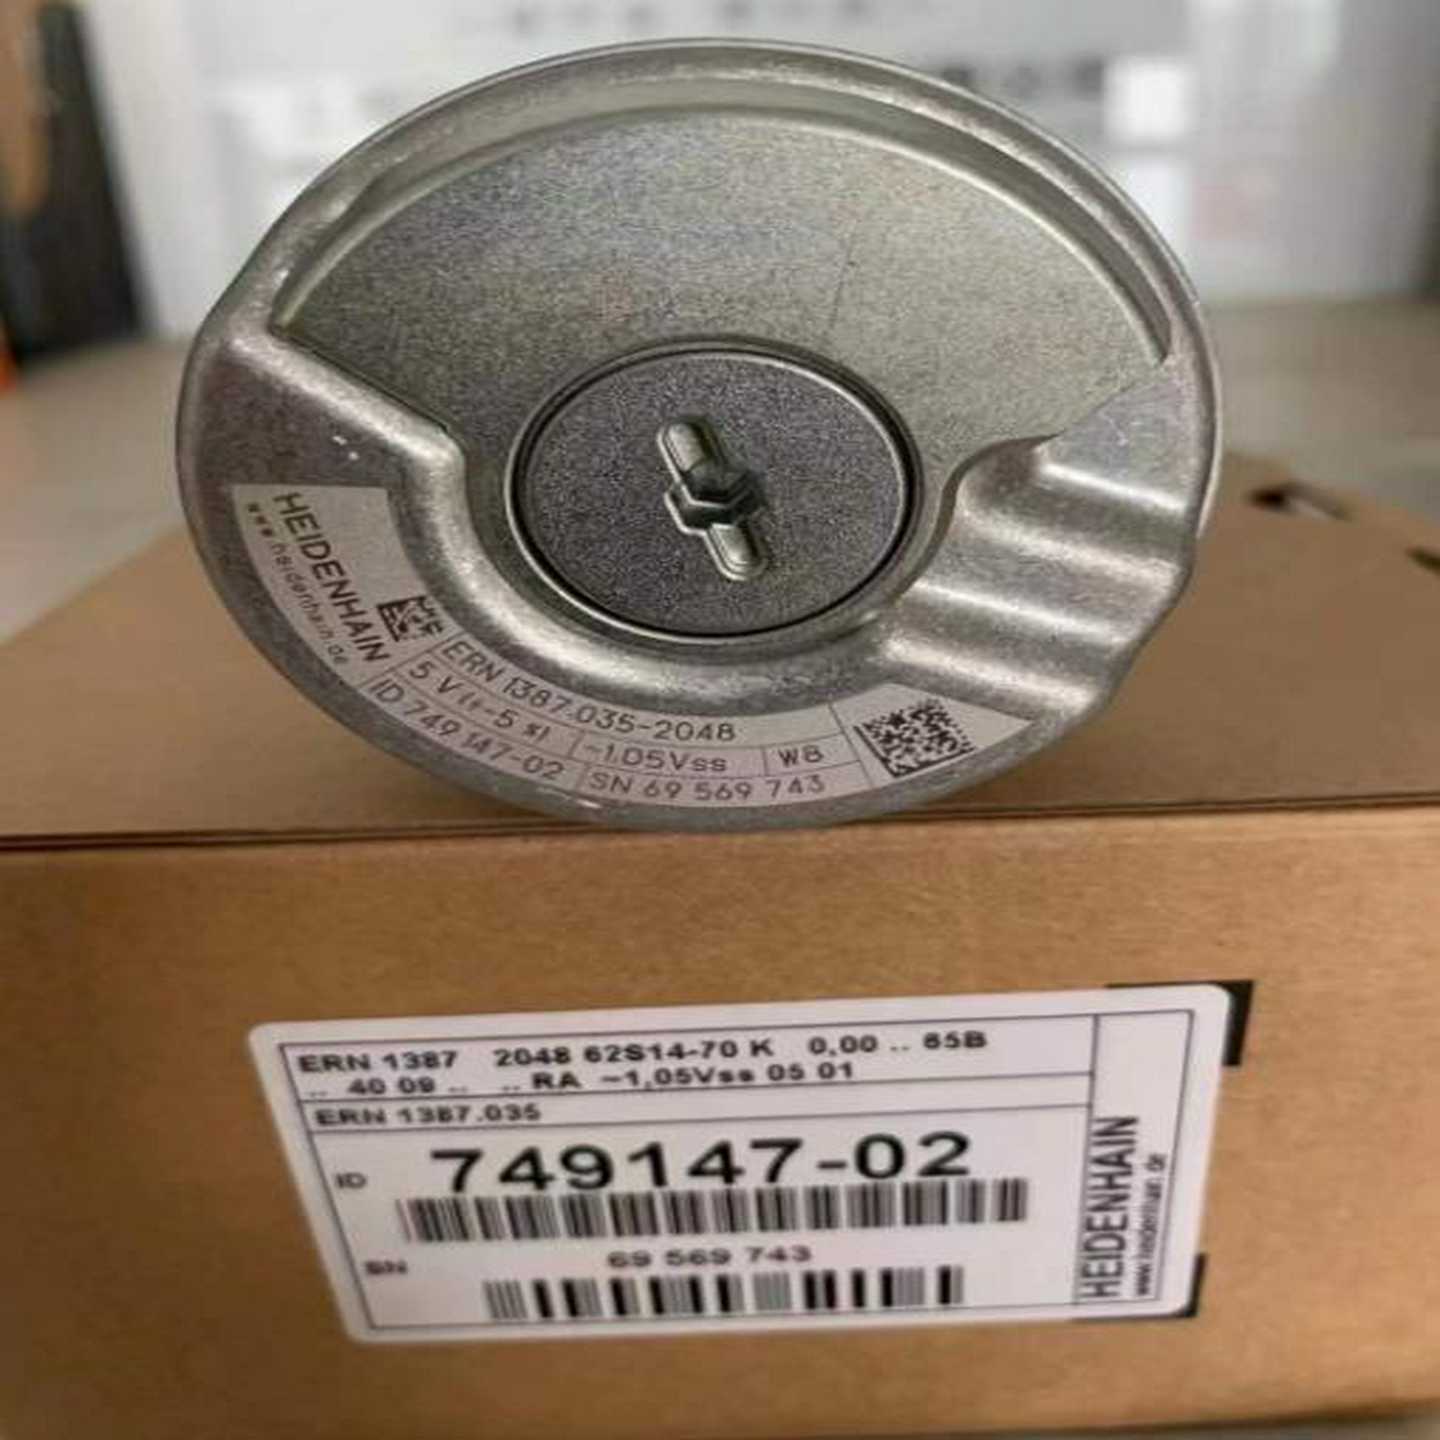 HEIDENHAIN
www.heidenhain.de
ERN 1387.035-2048
5 V (+-5 %) ~1.05Vss W8
ID 749 147-02 SN 69 569 743
ERN 1387 2048 62S14-70 K 0,00 .. 65B
.. 40 09 .. .. RA ~1,05Vss 05 01
ERN 1387.035
ID 749147-02
SN 69 569 743
HEIDENHAIN
www.heidenhain.de